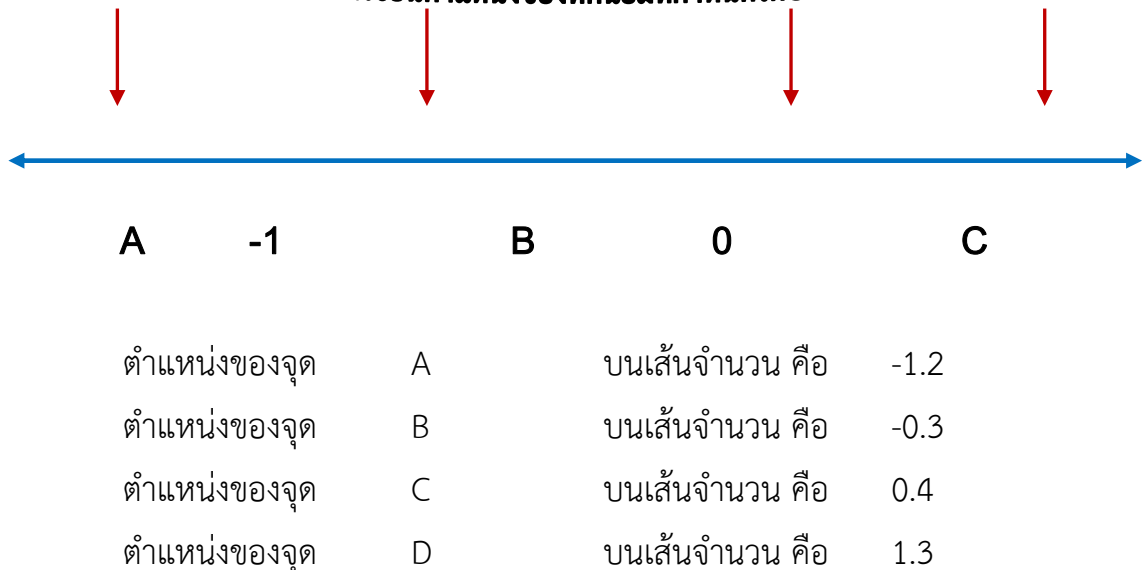 A -1 B 0 C
ตำแหน่งของจุด A บนเส้นจำนวน คือ -1.2
ตำแหน่งของจุด B บนเส้นจำนวน คือ -0.3
ตำแหน่งของจุด C บนเส้นจำนวน คือ 0.4
ตำแหน่งของจุด D บนเส้นจำนวน คือ 1.3